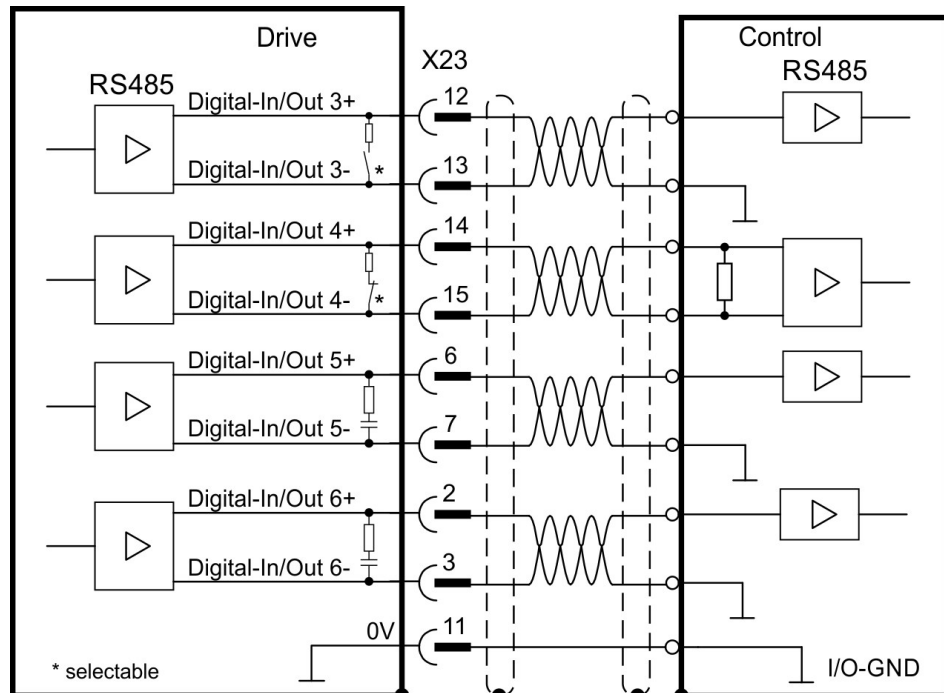 Drive
X23
Control
RS485
RS485
Digital-In/Out 3+
12
Digital-In/Out 3-
*
13
Digital-In/Out 4+
14
Digital-In/Out 4-
*
15
Digital-In/Out 5+
6
Digital-In/Out 5-
7
Digital-In/Out 6+
2
Digital-In/Out 6-
3
0V
11
* selectable
I/O-GND